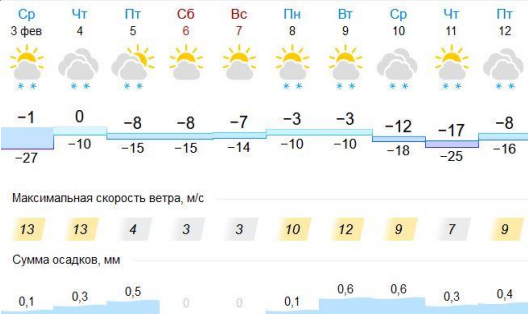 Ср Чт Пт Сб Вс Пн Вт Ср Чт Пт
3 фев 4 5 6 7 8 9 10 11 12
−1 0 −8 −8 −7 −3 −3 −12 −17 −8
−27 −10 −15 −15 −14 −10 −10 −18 −25 −16
Максимальная скорость ветра, м/с
13 13 4 3 3 10 12 9 7 9
Сумма осадков, мм
0,1 0,3 0,5 0 0 0,1 0,6 0,6 0,3 0,4